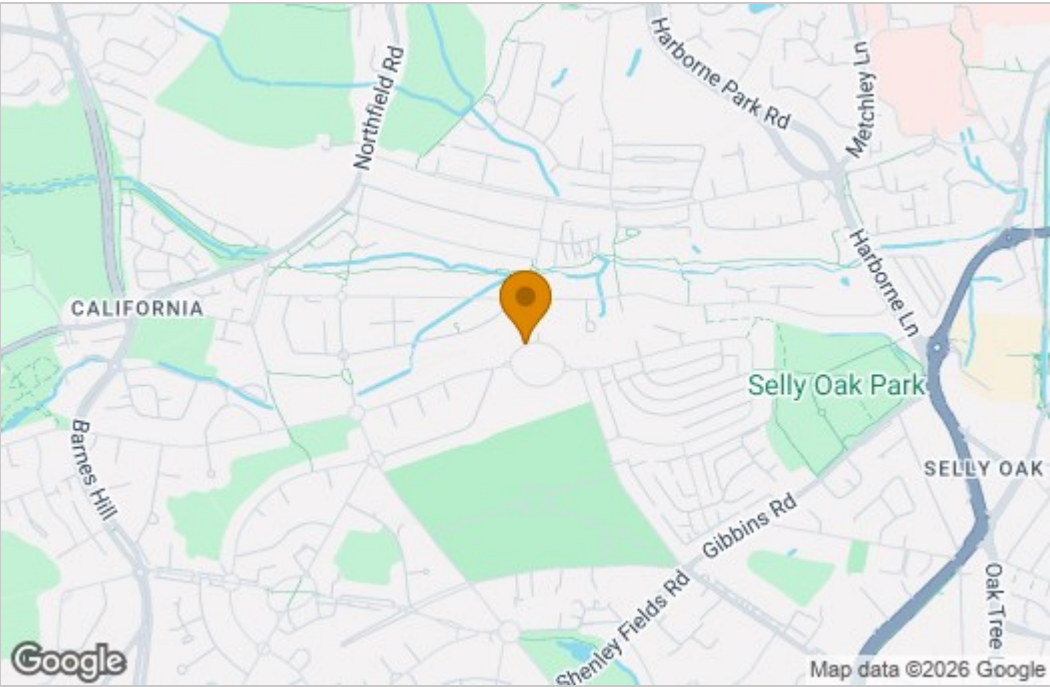 Harborne Park Rd
Metchley Ln
Northfield Rd
Harborne Ln
CALIFORNIA
Selly Oak Park
Barnes Hill
SELLY OAK
Gibbins Rd
Oak Tree
Shenley Fields Rd
Google
Map data ©2026 Google